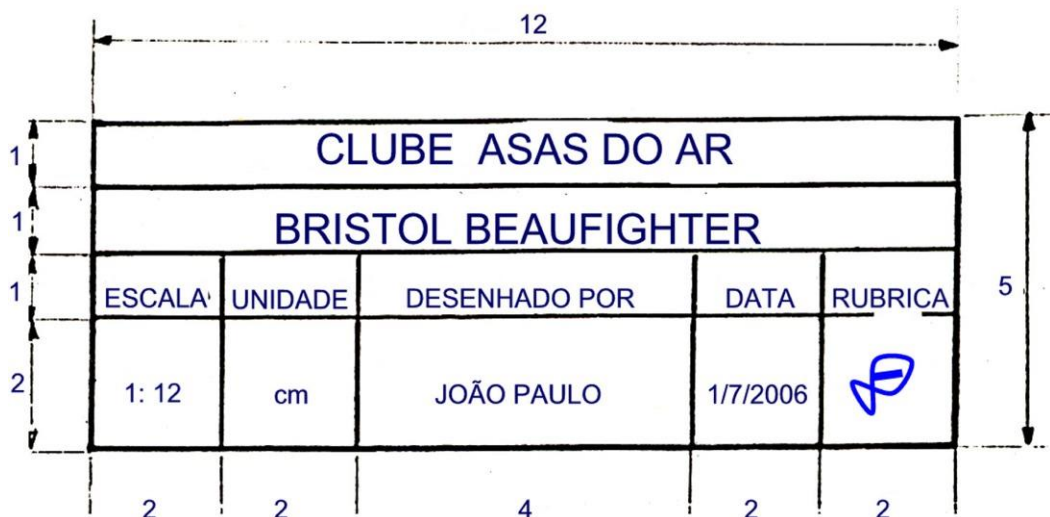 12
1 CLUBE ASAS DO AR
1 BRISTOL BEAUFIGHTER
1 ESCALA UNIDADE DESENHADO POR DATA RUBRICA 5
2 1: 12 cm JOÃO PAULO 1/7/2006
2 2 4 2 2